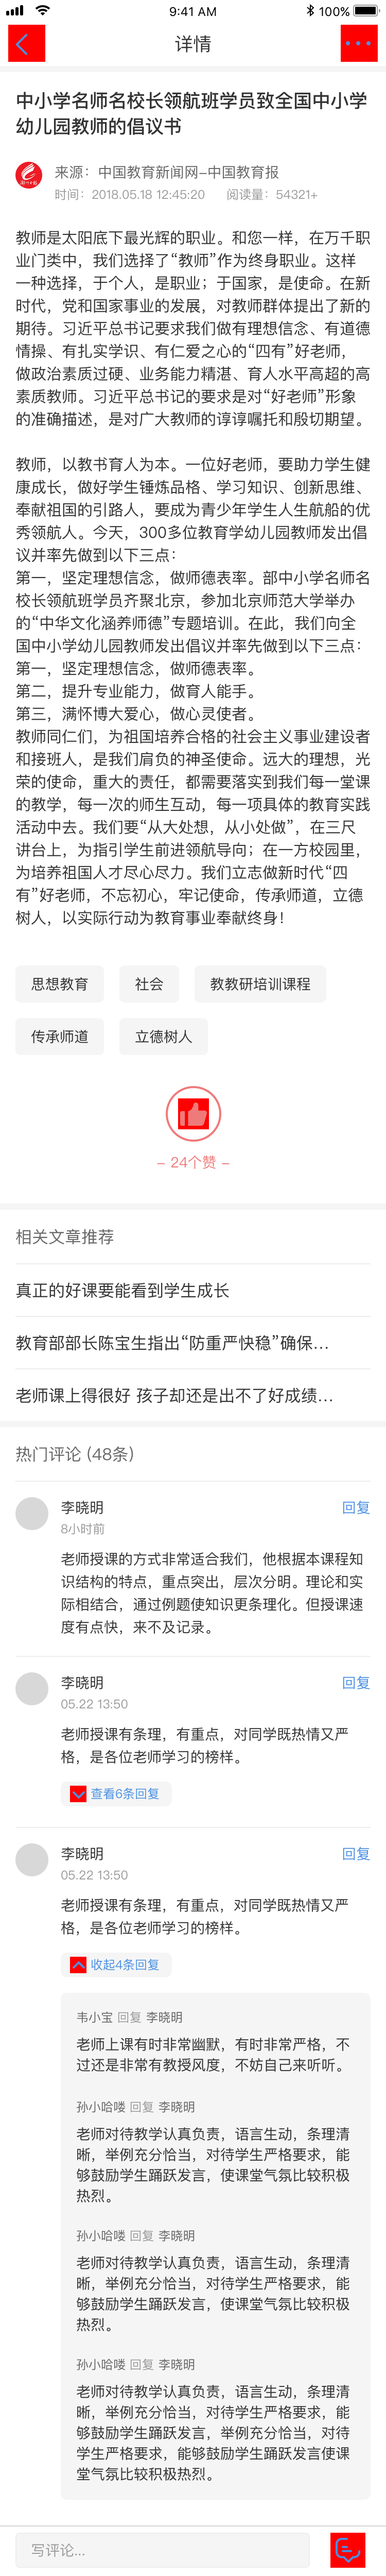 9:41 AM
100%
详情
中小学名师名校长领航班学员致全国中小学
幼儿园教师的倡议书
来源：中国教育新闻网-中国教育报
时间：2018.05.18 12:45:20 阅读量：54321+
教师是太阳底下最光辉的职业。和您一样，在万千职
业门类中，我们选择了“教师”作为终身职业。这样
一种选择，于个人，是职业；于国家，是使命。在新
时代，党和国家事业的发展，对教师群体提出了新的
期待。习近平总书记要求我们做有理想信念、有道德
情操、有扎实学识、有仁爱之心的“四有”好老师，
做政治素质过硬、业务能力精湛、育人水平高超的高
素质教师。习近平总书记的要求是对“好老师”形象
的准确描述，是对广大教师的谆谆嘱托和殷切期望。
教师，以教书育人为本。一位好老师，要助力学生健
康成长，做好学生锤炼品格、学习知识、创新思维、
奉献祖国的引路人，要成为青少年学生人生航船的优
秀领航人。今天，300多位教育学幼儿园教师发出倡
议并率先做到以下三点：
第一，坚定理想信念，做师德表率。部中小学名师名
校长领航班学员齐聚北京，参加北京师范大学举办
的“中华文化涵养师德”专题培训。在此，我们向全
国中小学幼儿园教师发出倡议并率先做到以下三点：
第一，坚定理想信念，做师德表率。
第二，提升专业能力，做育人能手。
第三，满怀博大爱心，做心灵使者。
教师同仁们，为祖国培养合格的社会主义事业建设者
和接班人，是我们肩负的神圣使命。远大的理想，光
荣的使命，重大的责任，都需要落实到我们每一堂课
的教学，每一次的师生互动，每一项具体的教育实践
活动中去。我们要“从大处想，从小处做”，在三尺
讲台上，为指引学生前进领航导向；在一方校园里，
为培养祖国人才尽心尽力。我们立志做新时代“四
有”好老师，不忘初心，牢记使命，传承师道，立德
树人，以实际行动为教育事业奉献终身！
思想教育 社会 教教研培训课程
传承师道 立德树人
- 24个赞 -
相关文章推荐
真正的好课要能看到学生成长
教育部部长陈宝生指出“防重严快稳”确保...
老师课上得很好 孩子却还是出不了好成绩...
热门评论 (48条)
李晓明 回复
8小时前
老师授课的方式非常适合我们，他根据本课程知
识结构的特点，重点突出，层次分明。理论和实
际相结合，通过例题使知识更条理化。但授课速
度有点快，来不及记录。
李晓明 回复
05.22 13:50
老师授课有条理，有重点，对同学既热情又严
格，是各位老师学习的榜样。
查看6条回复
李晓明 回复
05.22 13:50
老师授课有条理，有重点，对同学既热情又严
格，是各位老师学习的榜样。
收起4条回复
韦小宝 回复 李晓明
老师上课有时非常幽默，有时非常严格，不
过还是非常有教授风度，不妨自己来听听。
孙小哈喽 回复 李晓明
老师对待教学认真负责，语言生动，条理清
晰，举例充分恰当，对待学生严格要求，能
够鼓励学生踊跃发言，使课堂气氛比较积极
热烈。
孙小哈喽 回复 李晓明
老师对待教学认真负责，语言生动，条理清
晰，举例充分恰当，对待学生严格要求，能
够鼓励学生踊跃发言，使课堂气氛比较积极
热烈。
孙小哈喽 回复 李晓明
老师对待教学认真负责，语言生动，条理清
晰，举例充分恰当，对待学生严格要求，能
够鼓励学生踊跃发言，举例充分恰当，对待
学生严格要求，能够鼓励学生踊跃发言使课
堂气氛比较积极热烈。
写评论...